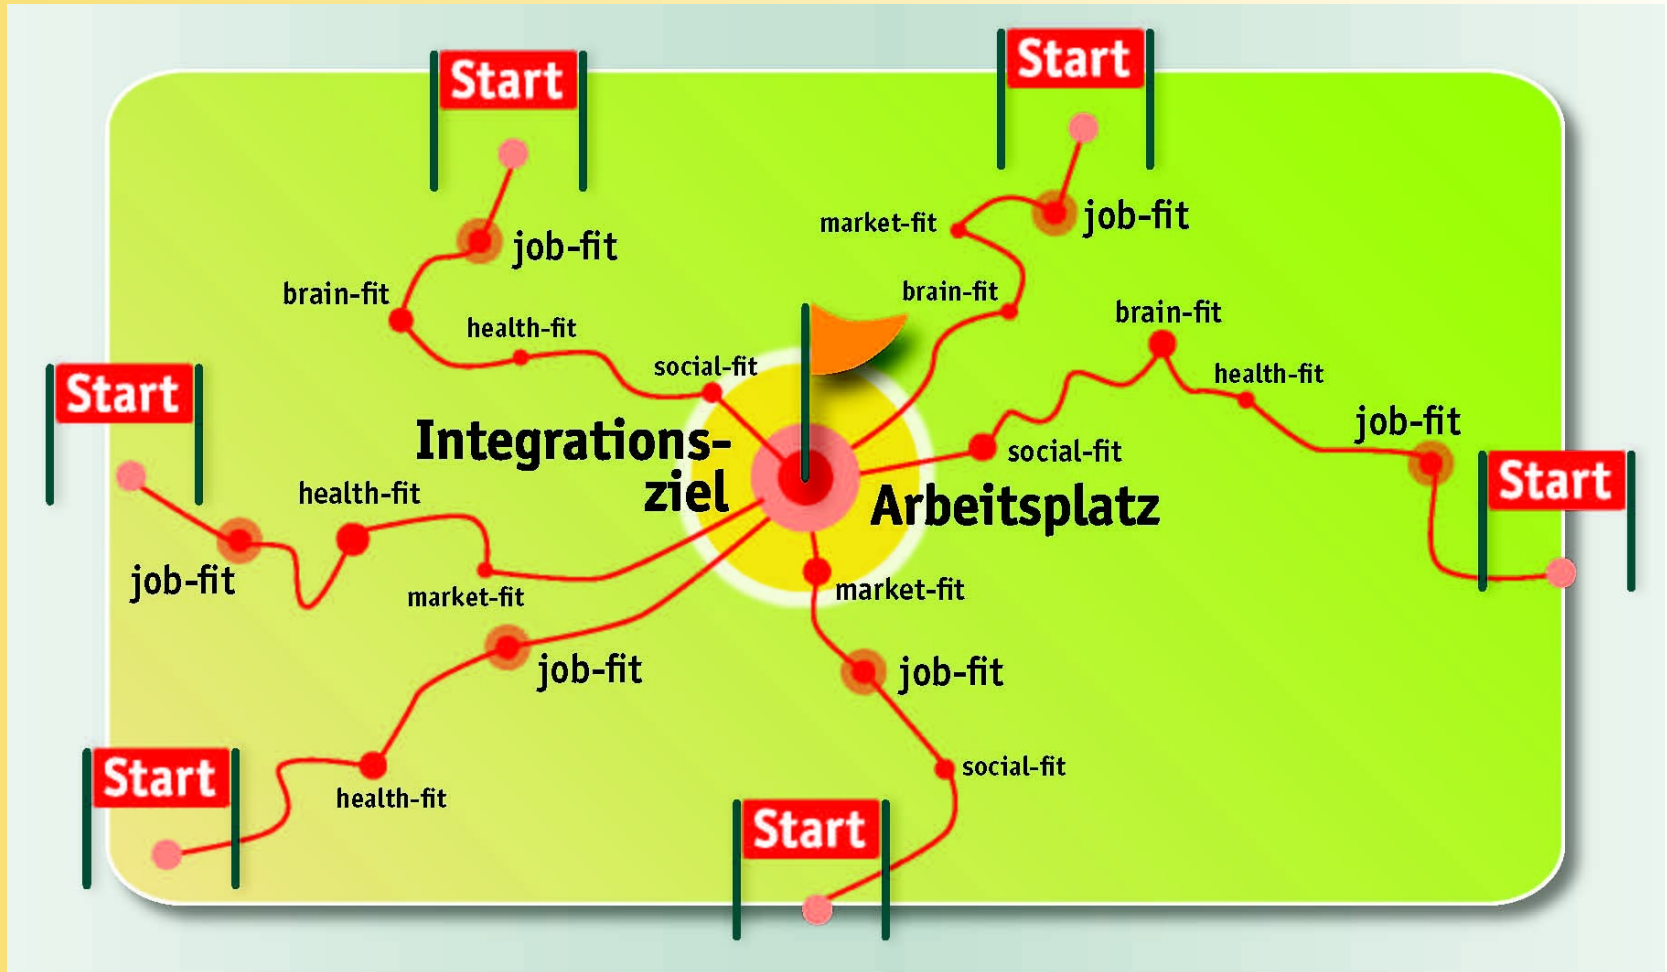 Start
Start
market-fit
job-fit
job-fit
brain-fit
brain-fit
brain-fit
health-fit
social-fit
health-fit
Start
job-fit
Integrations-
social-fit
Start
ziel
Arbeitsplatz
health-fit
job-fit
market-fit
market-fit
job-fit
job-fit
Start
social-fit
health-fit
Start